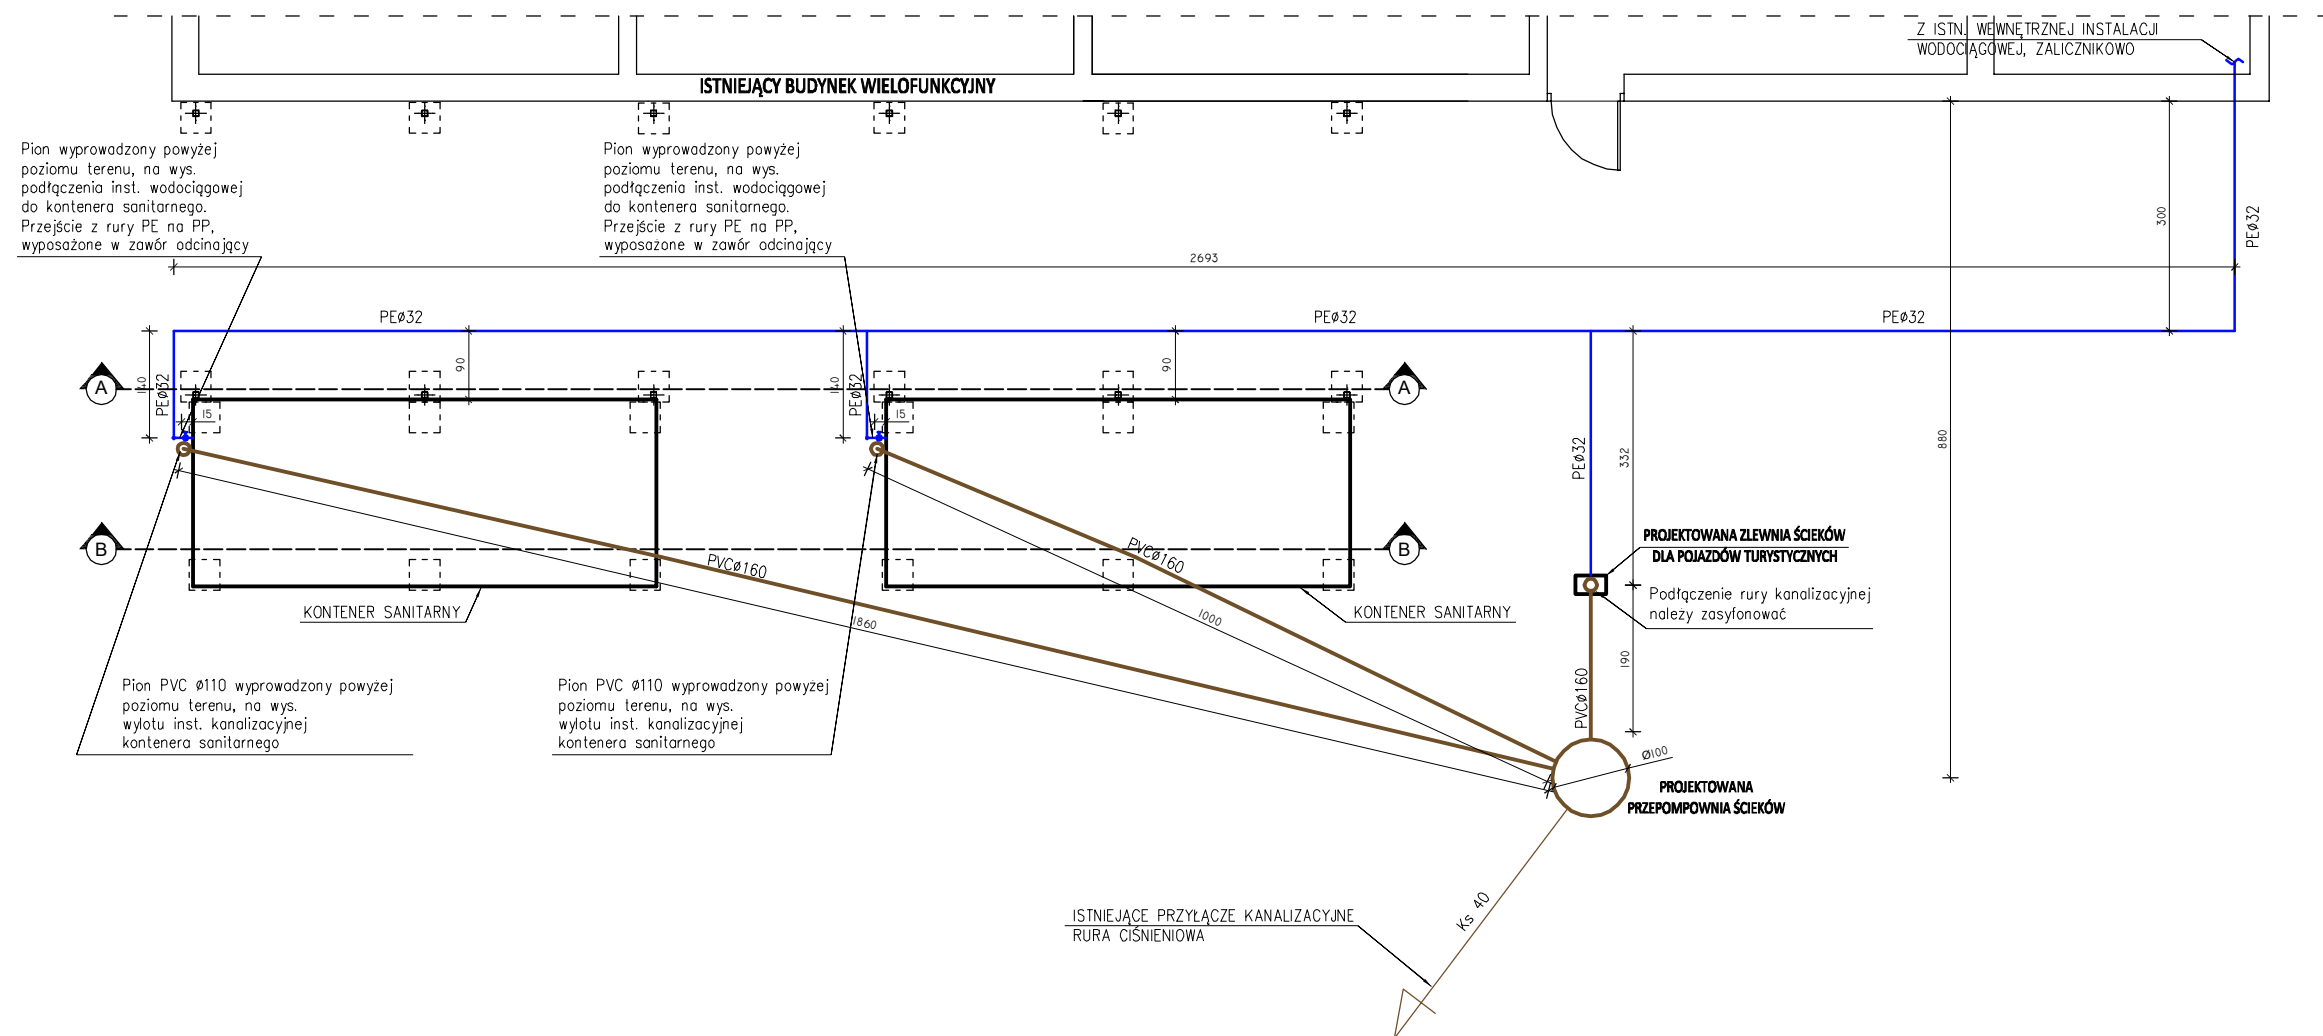 Z ISTN. WEWNĘTRZNEJ INSTALACJI
WODOCIĄGOWEJ, ZALICZNIKOWO
ISTNIEJĄCY BUDYNEK WIELOFUNKCYJNY
Pion wyprowadzony powyżej
poziomu terenu, na wys.
podłączenia inst. wodociągowej
do kontenera sanitarnego.
Przejście z rury PE na PP,
wyposażone w zawór odcinający
Pion wyprowadzony powyżej
poziomu terenu, na wys.
podłączenia inst. wodociągowej
do kontenera sanitarnego.
Przejście z rury PE na PP,
wyposażone w zawór odcinający
300
PEø32
2693
PEø32
PEø32
PEø32
A
140
PEø32
90
15
140
PEø32
90
15
A
PEø32
332
880
B
B
PVCø160
PVCø160
PROJEKTOWANA ZLEWNIA ŚCIEKÓW
DLA POJAZDÓW TURYSTYCZNYCH
Podłączenie rury kanalizacyjnej
należy zasyfonować
KONTENER SANITARNY
KONTENER SANITARNY
1860
1000
190
PVCø160
Pion PVC ø110 wyprowadzony powyżej
poziomu terenu, na wys.
wylotu inst. kanalizacyjnej
kontenera sanitarnego
Pion PVC ø110 wyprowadzony powyżej
poziomu terenu, na wys.
wylotu inst. kanalizacyjnej
kontenera sanitarnego
Ø100
PROJEKTOWANA
PRZEPOMPOWNIA ŚCIEKÓW
Ks 40
ISTNIEJĄCE PRZYŁĄCZE KANALIZACYJNE
RURA CIŚNIENIOWA